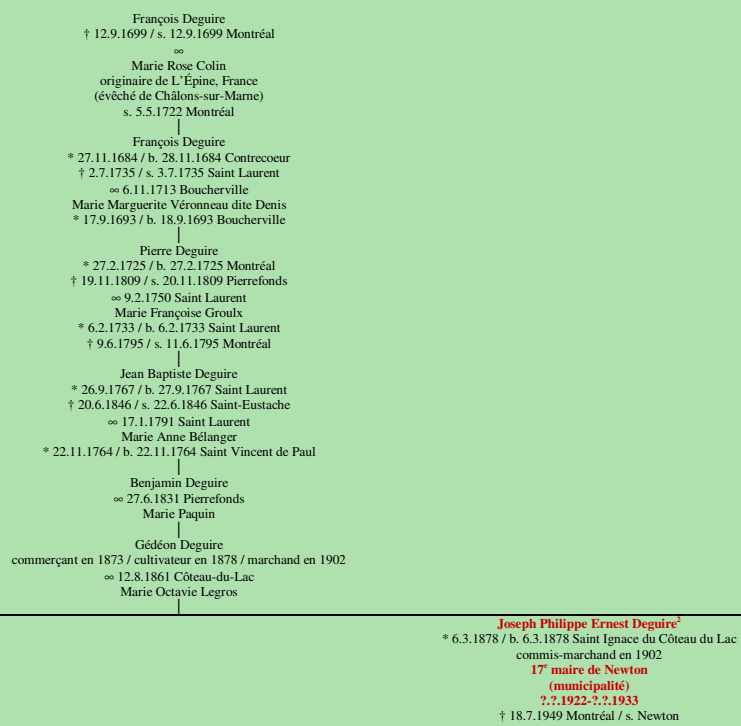 François Deguire
† 12.9.1699 / s. 12.9.1699 Montréal
∞
Marie Rose Colin
originaire de L'Épine, France
(évêché de Châlons-sur-Marne)
s. 5.5.1722 Montréal
François Deguire
* 27.11.1684 / b. 28.11.1684 Contrecoeur
† 2.7.1735 / s. 3.7.1735 Saint Laurent
∞ 6.11.1713 Boucherville
Marie Marguerite Véronneau dite Denis
* 17.9.1693 / b. 18.9.1693 Boucherville
Pierre Deguire
* 27.2.1725 / b. 27.2.1725 Montréal
† 19.11.1809 / s. 20.11.1809 Pierrefonds
∞ 9.2.1750 Saint Laurent
Marie Françoise Groulx
* 6.2.1733 / b. 6.2.1733 Saint Laurent
† 9.6.1795 / s. 11.6.1795 Montréal
Jean Baptiste Deguire
* 26.9.1767 / b. 27.9.1767 Saint Laurent
† 20.6.1846 / s. 22.6.1846 Saint-Eustache
∞ 17.1.1791 Saint Laurent
Marie Anne Bélanger
* 22.11.1764 / b. 22.11.1764 Saint Vincent de Paul
Benjamin Deguire
∞ 27.6.1831 Pierrefonds
Marie Paquin
Gédéon Deguire
commerçant en 1873 / cultivateur en 1878 / marchand en 1902
∞ 12.8.1861 Côteau-du-Lac
Marie Octavie Legros
Joseph Philippe Ernest Deguire²
* 6.3.1878 / b. 6.3.1878 Saint Ignace du Côteau du Lac
commis-marchand en 1902
17e maire de Newton
(municipalité)
?.?.1922-?.?.1933
† 18.7.1949 Montréal / s. Newton